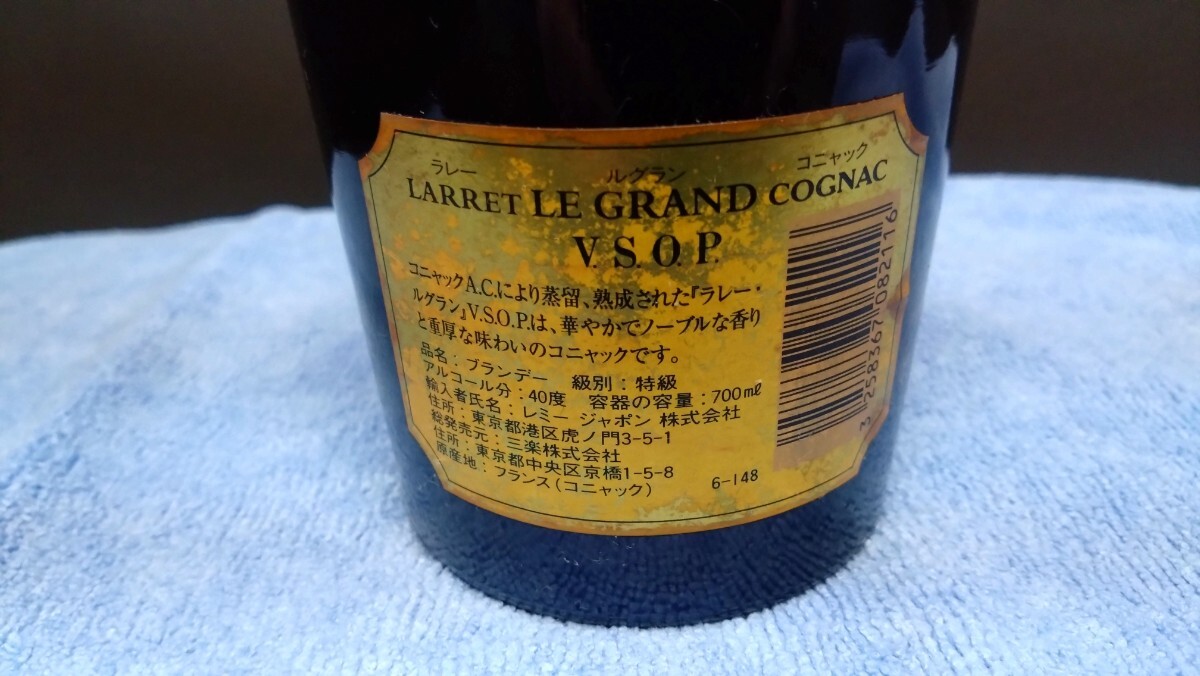 ラレー ルグラン コニャック
LARRET LE GRAND COGNAC
V.S.O.P.
コニャックA.C.により蒸留、熟成された『ラレー・
ルグラン』V.S.O.P.は、華やかでノーブルな香り
と重厚な味わいのコニャックです。
品名：ブランデー 級別：特級
アルコール分：40度 容器の容量：700ml
輸入者氏名：レミー ジャポン 株式会社
住所：東京都港区虎ノ門3-5-1
総発売元：三楽株式会社
住所：東京都中央区京橋1-5-8
原産地：フランス（コニャック） 6-148
3 258367 082116